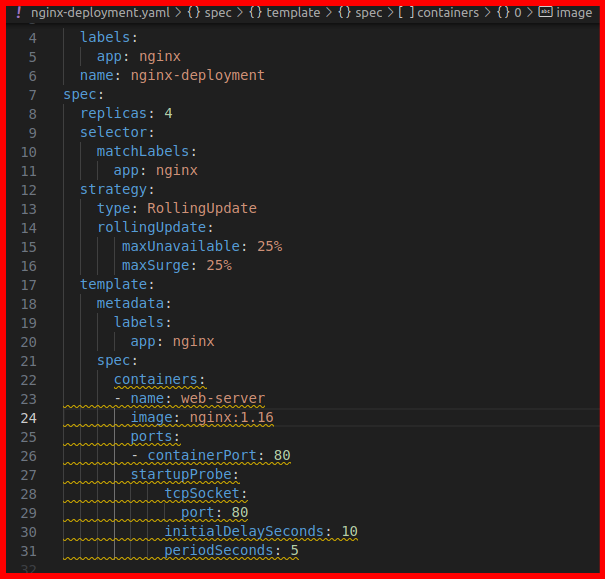 ! nginx-deployment.yaml > {} spec > {} template > {} spec > [ ] containers > {} 0 > abc image
4 labels:
5 app: nginx
6 name: nginx-deployment
7 spec:
8 replicas: 4
9 selector:
10 matchLabels:
11 app: nginx
12 strategy:
13 type: RollingUpdate
14 rollingUpdate:
15 maxUnavailable: 25%
16 maxSurge: 25%
17 template:
18 metadata:
19 labels:
20 app: nginx
21 spec:
22 containers:
23 - name: web-server
24 image: nginx:1.16
25 ports:
26 - containerPort: 80
27 startupProbe:
28 tcpSocket:
29 port: 80
30 initialDelaySeconds: 10
31 periodSeconds: 5
32